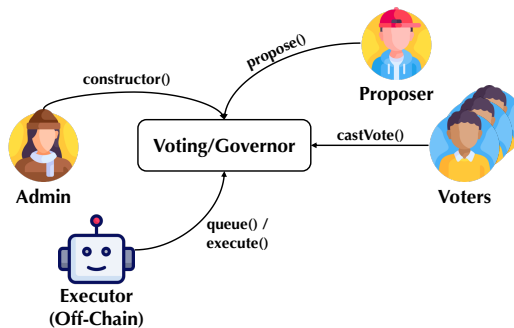 propose()
constructor()
Proposer
Voting/Governor
castVote()
Admin
Voters
queue() /
execute()
Executor
(Off-Chain)